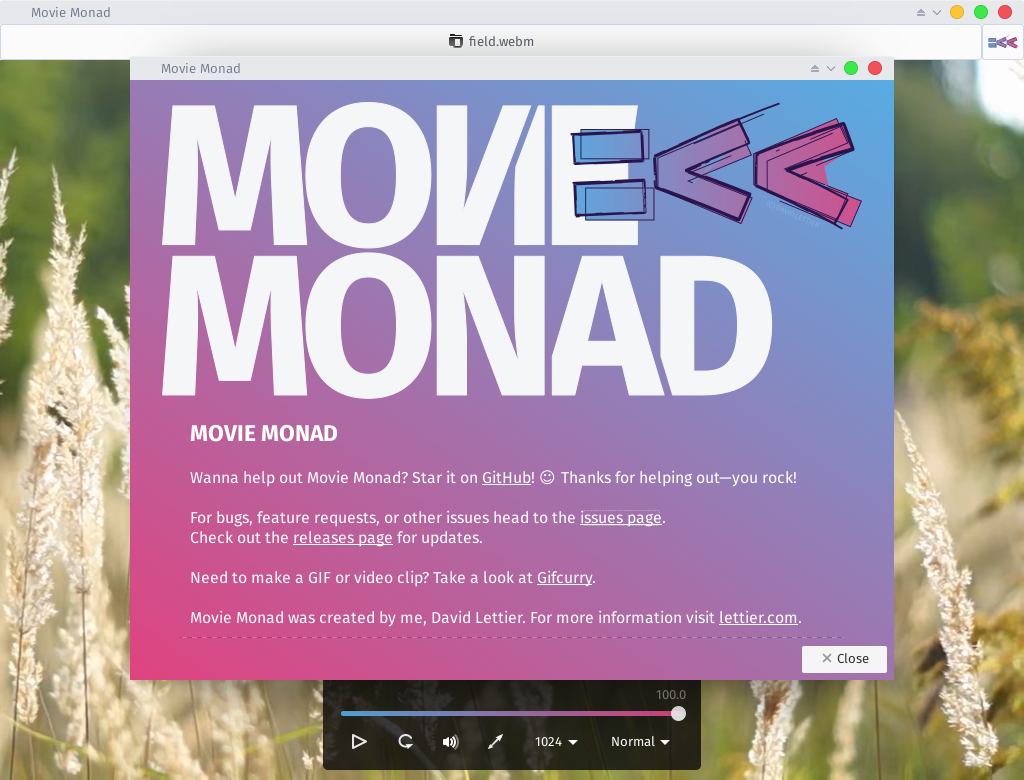 Movie Monad
field.webm
Movie Monad
MOVIE
MONAD
MOVIE MONAD
Wanna help out Movie Monad? Star it on GitHub! ☺ Thanks for helping out—you rock!
For bugs, feature requests, or other issues head to the issues page.
Check out the releases page for updates.
Need to make a GIF or video clip? Take a look at Gifcurry.
Movie Monad was created by me, David Lettier. For more information visit lettier.com.
Close
100.0
1024
Normal